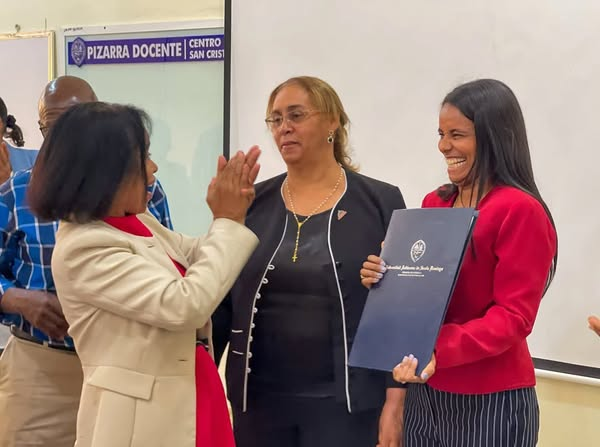 PIZARRA DOCENTE
CENTRO
SAN CRIST
Universidad Autónoma de Santo Domingo